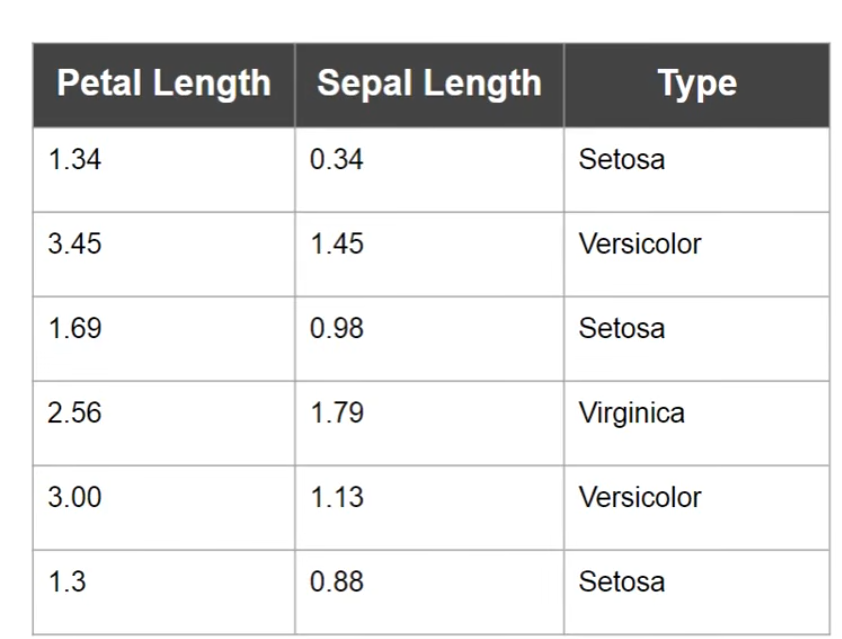 Petal Length Sepal Length Type
1.34 0.34 Setosa
3.45 1.45 Versicolor
1.69 0.98 Setosa
2.56 1.79 Virginica
3.00 1.13 Versicolor
1.3 0.88 Setosa